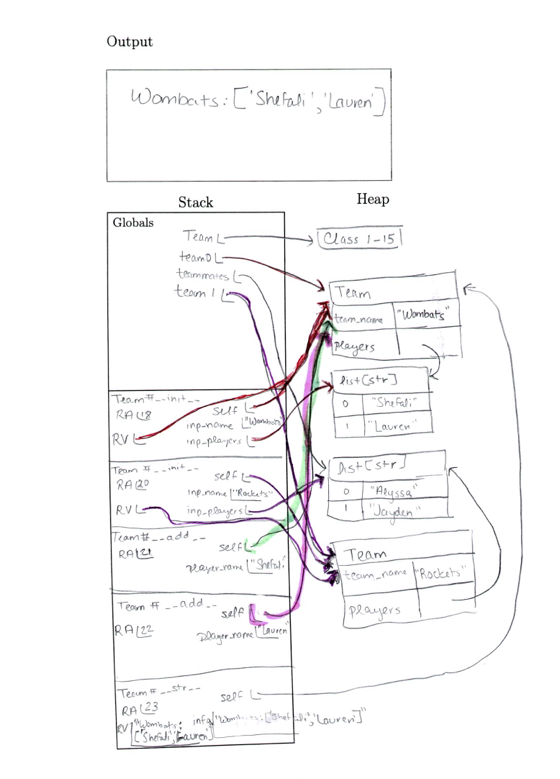 Output
Wombats: ['Shefali','Lauren']
Stack
Heap
Globals
Team
Class 1-15
team0
teammates
team1
Team
team_name "Wombats"
players
Team#__init__
RA 18
self
inp_name "Wombats"
RV
inp_players
list[str]
0 "Shefali"
1 "Lauren"
Team #__init__
RA 20
self
inp_name "Rockets"
RV
inp_players
list[str]
0 "Alyssa"
1 "Jayden"
Team#__add__
RA 21
self
player_name "Shefali"
Team
team_name "Rockets"
players
Team # __add__
RA 22
self
player_name "Lauren"
Team# __str__
RA 23
self
RV "Wombats: ['Shefali','Lauren']
info "Wombats: ['Shefali','Lauren']"